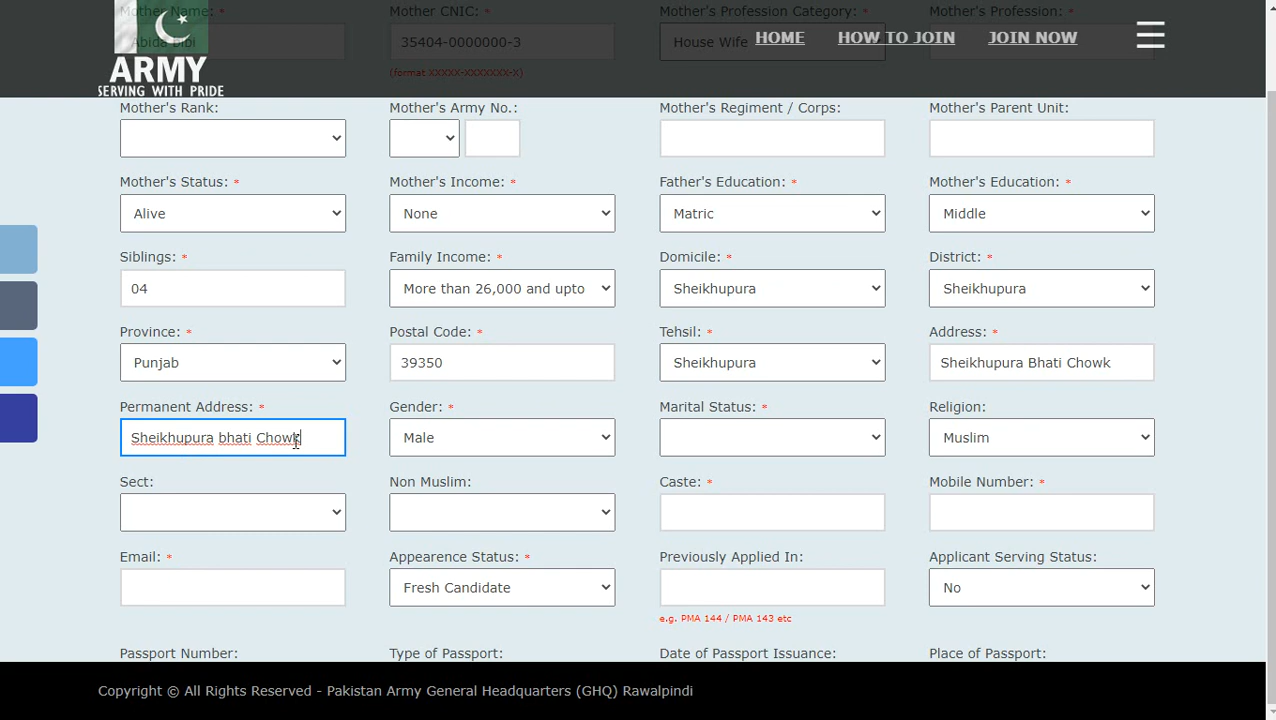 Mother Name: * Mother CNIC: * Mother's Profession Category: * Mother's Profession:
Abida Bibi 35404-0000000-3 House Wife
HOME HOW TO JOIN JOIN NOW
(format XXXXX-XXXXXXX-X)
ARMY
SERVING WITH PRIDE
Mother's Rank: Mother's Army No.: Mother's Regiment / Corps: Mother's Parent Unit:
Mother's Status: * Mother's Income: * Father's Education: * Mother's Education: *
Alive None Matric Middle
Siblings: * Family Income: * Domicile: * District: *
04 More than 26,000 and upto Sheikhupura Sheikhupura
Province: * Postal Code: * Tehsil: * Address: *
Punjab 39350 Sheikhupura Sheikhupura Bhati Chowk
Permanent Address: * Gender: * Marital Status: * Religion:
Sheikhupura bhati Chowk Male Muslim
Sect: Non Muslim: Caste: * Mobile Number: *
Email: * Appearence Status: * Previously Applied In: Applicant Serving Status:
Fresh Candidate No
e.g. PMA 144 / PMA 143 etc
Passport Number: Type of Passport: Date of Passport Issuance: Place of Passport:
Copyright © All Rights Reserved - Pakistan Army General Headquarters (GHQ) Rawalpindi